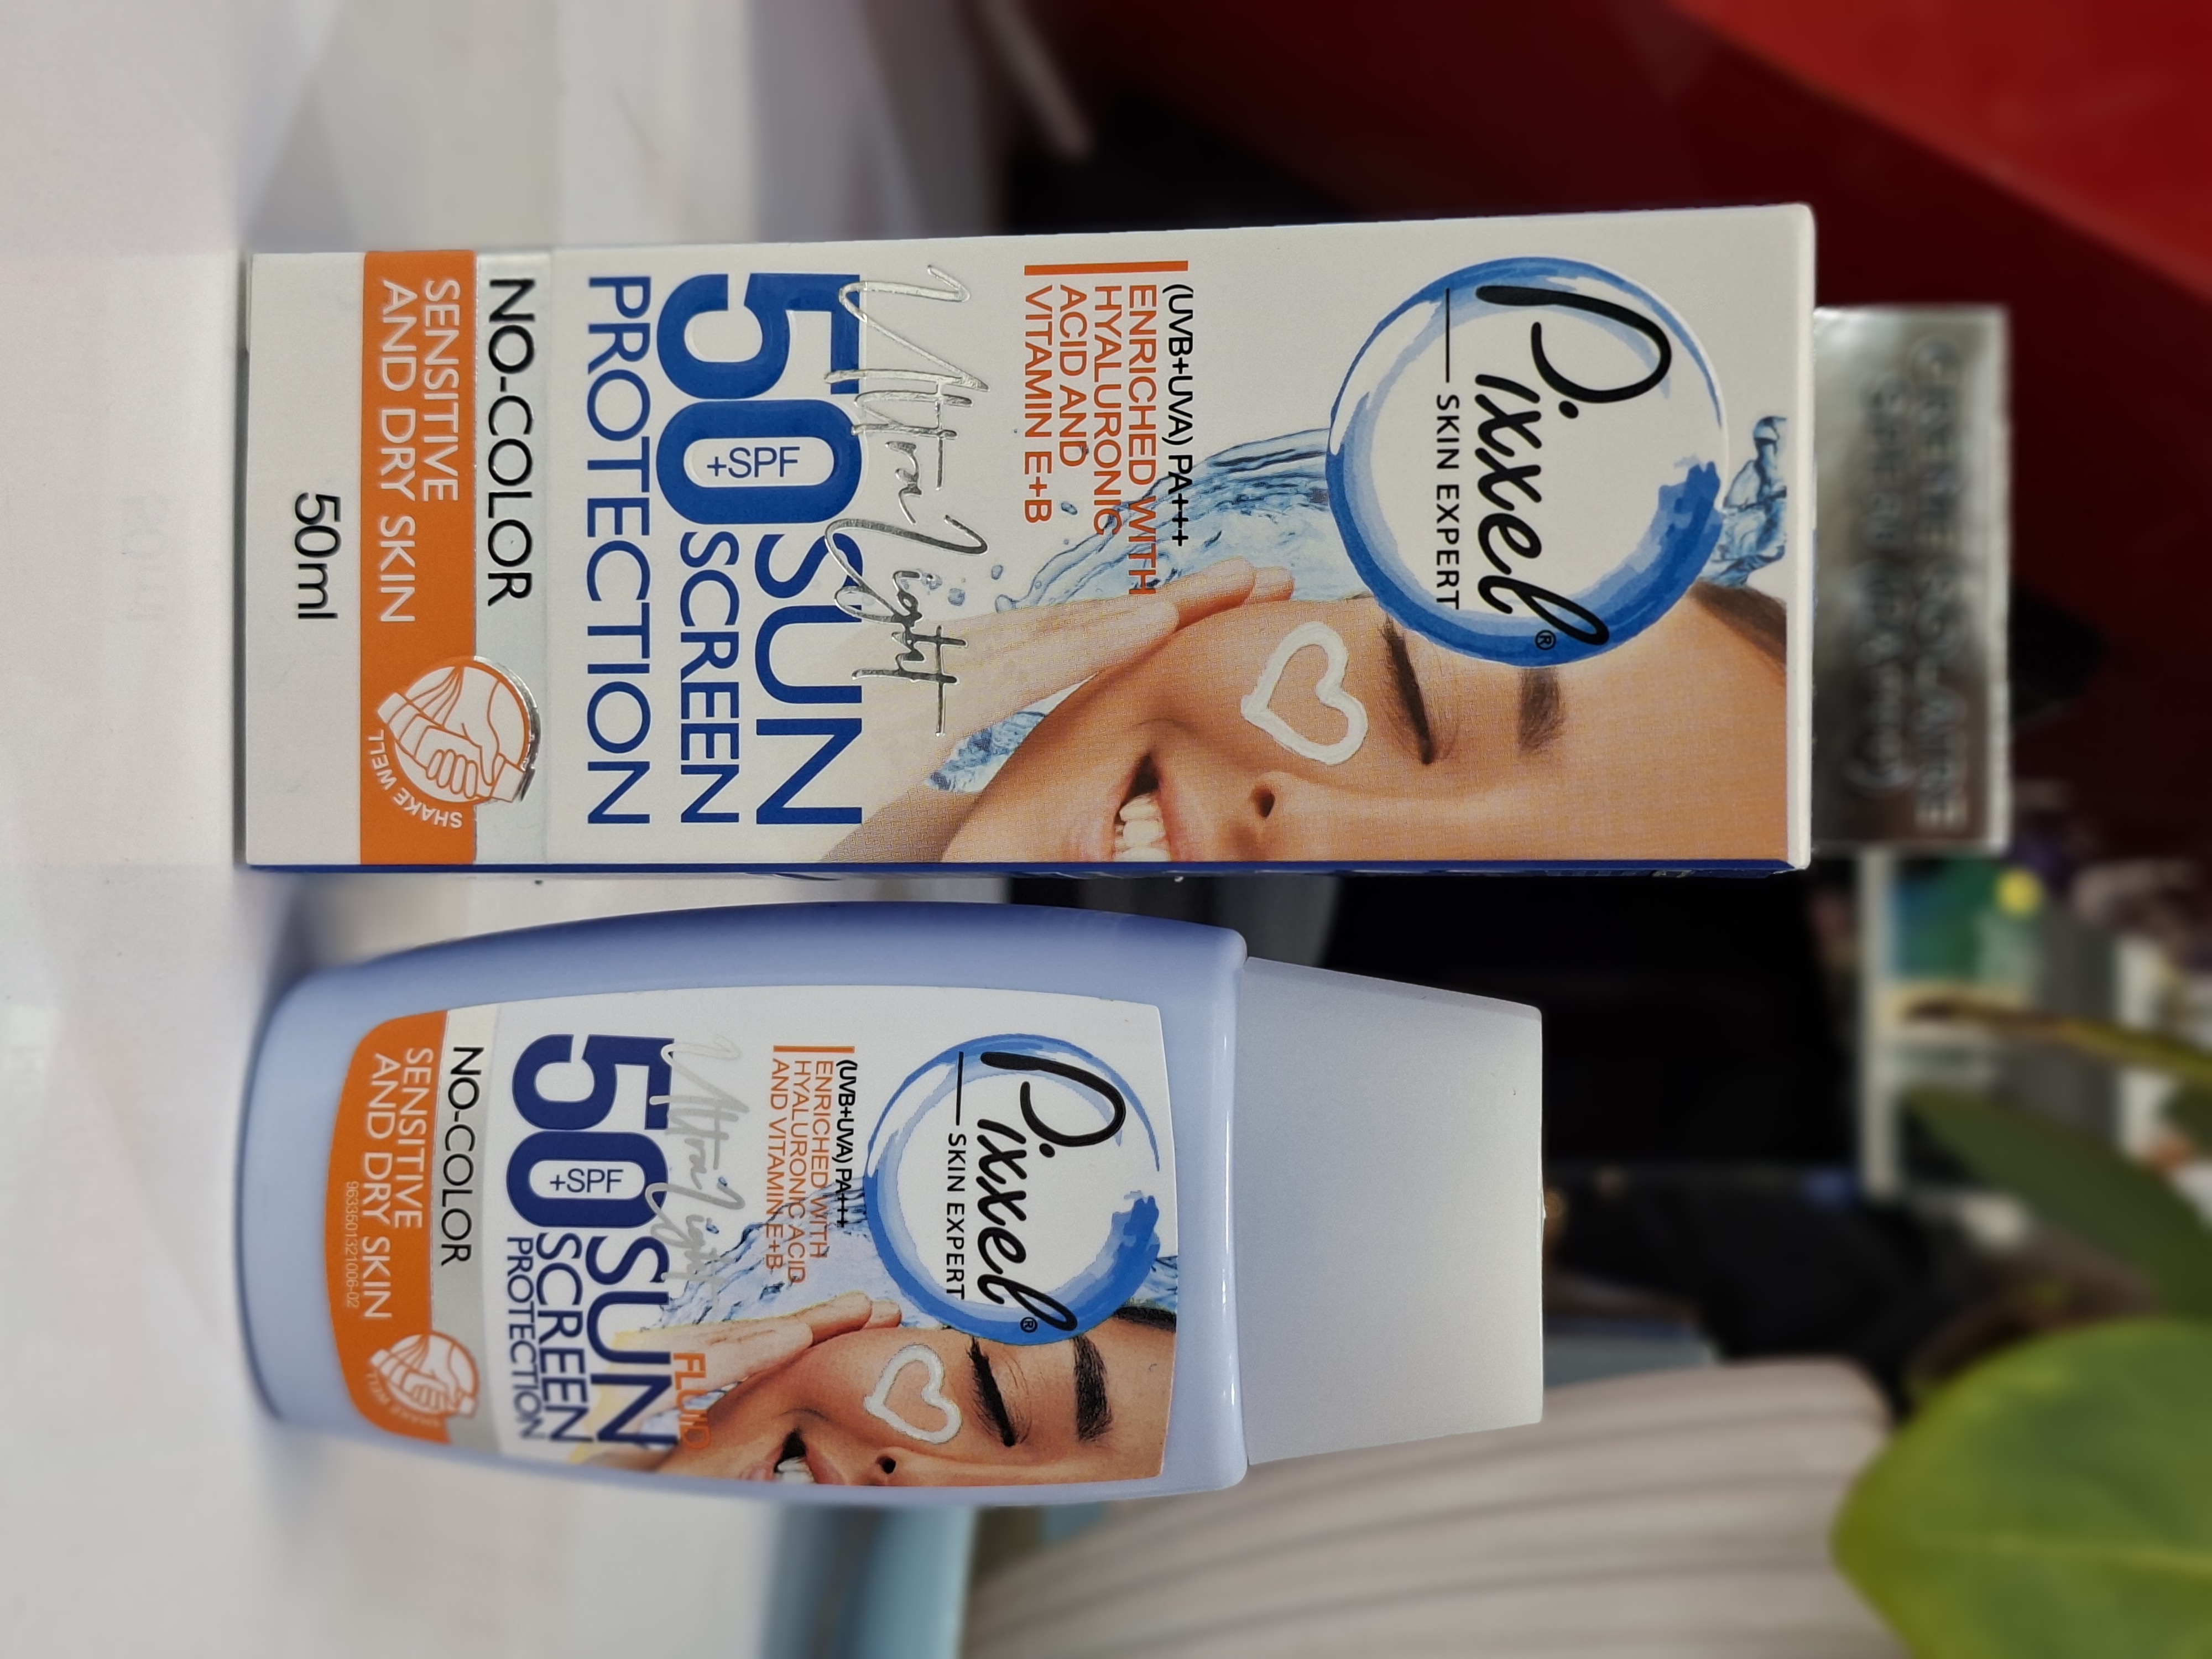 Pixxel®
SKIN EXPERT
(UVB+UVA) PA+++
ENRICHED WITH
HYALURONIC
ACID AND
VITAMIN E+B
Ultra Light
50 SUN
+SPF
SCREEN
PROTECTION
NO-COLOR
SENSITIVE
AND DRY SKIN
SHAKE WELL
50ml
Pixxel®
SKIN EXPERT
(UVB+UVA) PA+++
ENRICHED WITH
HYALURONIC ACID
AND VITAMIN E+B
Ultra Light
FLUID
50 SUN
+SPF
SCREEN
PROTECTION
NO-COLOR
SENSITIVE
AND DRY SKIN
SHAKE WELL